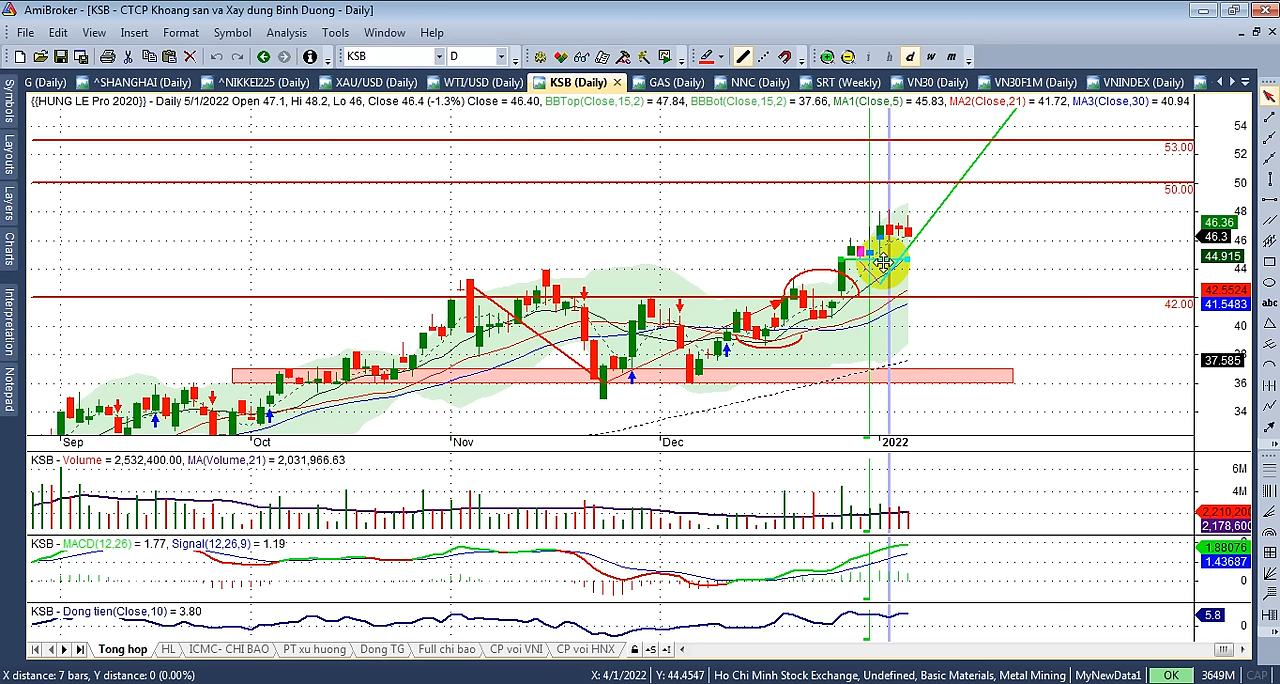 AmiBroker - [KSB - CTCP Khoang san va Xay dung Binh Duong - Daily]
File Edit View Insert Format Symbol Analysis Tools Window Help
KSB D i h d w m
G (Daily) ^SHANGHAI (Daily) ^NIKKEI225 (Daily) XAU/USD (Daily) WTI/USD (Daily) KSB (Daily) GAS (Daily) NNC (Daily) SRT (Weekly) VN30 (Daily) VN30F1M (Daily) VNINDEX (Daily)
{{HUNG LE Pro 2020}} - Daily 5/1/2022 Open 47.1, Hi 48.2, Lo 46, Close 46.4 (-1.3%) Close = 46.40, BBTop(Close,15,2) = 47.84, BBBot(Close,15,2) = 37.66, MA1(Close,5) = 45.83, MA2(Close,21) = 41.72, MA3(Close,30) = 40.94
Symbols
Layouts
Layers
Charts
Interpretation
Notepad
abc
54
53.00
52
50
50.00
48
46.36
46.3
46
44.915
44
42.5524
42.00
41.5483
40
38
37.585
36
34
Sep Oct Nov Dec 2022
KSB - Volume = 2,532,400.00, MA(Volume,21) = 2,031,966.63
6M
4M
2,210,200
2,178,600
KSB - MACD(12,26) = 1.77, Signal(12,26,9) = 1.19
1.88076
1.43687
0
KSB - Dong tien(Close,10) = 3.80
5.8
0
Tong hop HL ICMC- CHI BAO PT xu huong Dong TG Full chi bao CP voi VNI CP voi HNX
X distance: 7 bars, Y distance: 0 (0.00%) X: 4/1/2022 Y: 44.4547 Ho Chi Minh Stock Exchange, Undefined, Basic Materials, Metal Mining MyNewData1 OK 3649M CAP